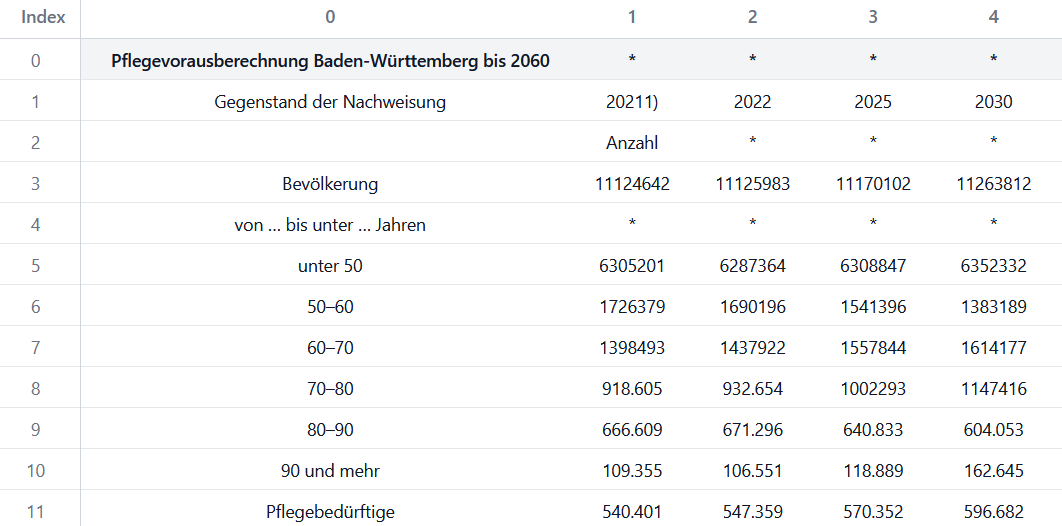 Index 0 1 2 3 4
0 Pflegevorausberechnung Baden-Württemberg bis 2060 * * * *
1 Gegenstand der Nachweisung 20211) 2022 2025 2030
2 Anzahl * * *
3 Bevölkerung 11124642 11125983 11170102 11263812
4 von ... bis unter ... Jahren * * * *
5 unter 50 6305201 6287364 6308847 6352332
6 50–60 1726379 1690196 1541396 1383189
7 60–70 1398493 1437922 1557844 1614177
8 70–80 918.605 932.654 1002293 1147416
9 80–90 666.609 671.296 640.833 604.053
10 90 und mehr 109.355 106.551 118.889 162.645
11 Pflegebedürftige 540.401 547.359 570.352 596.682